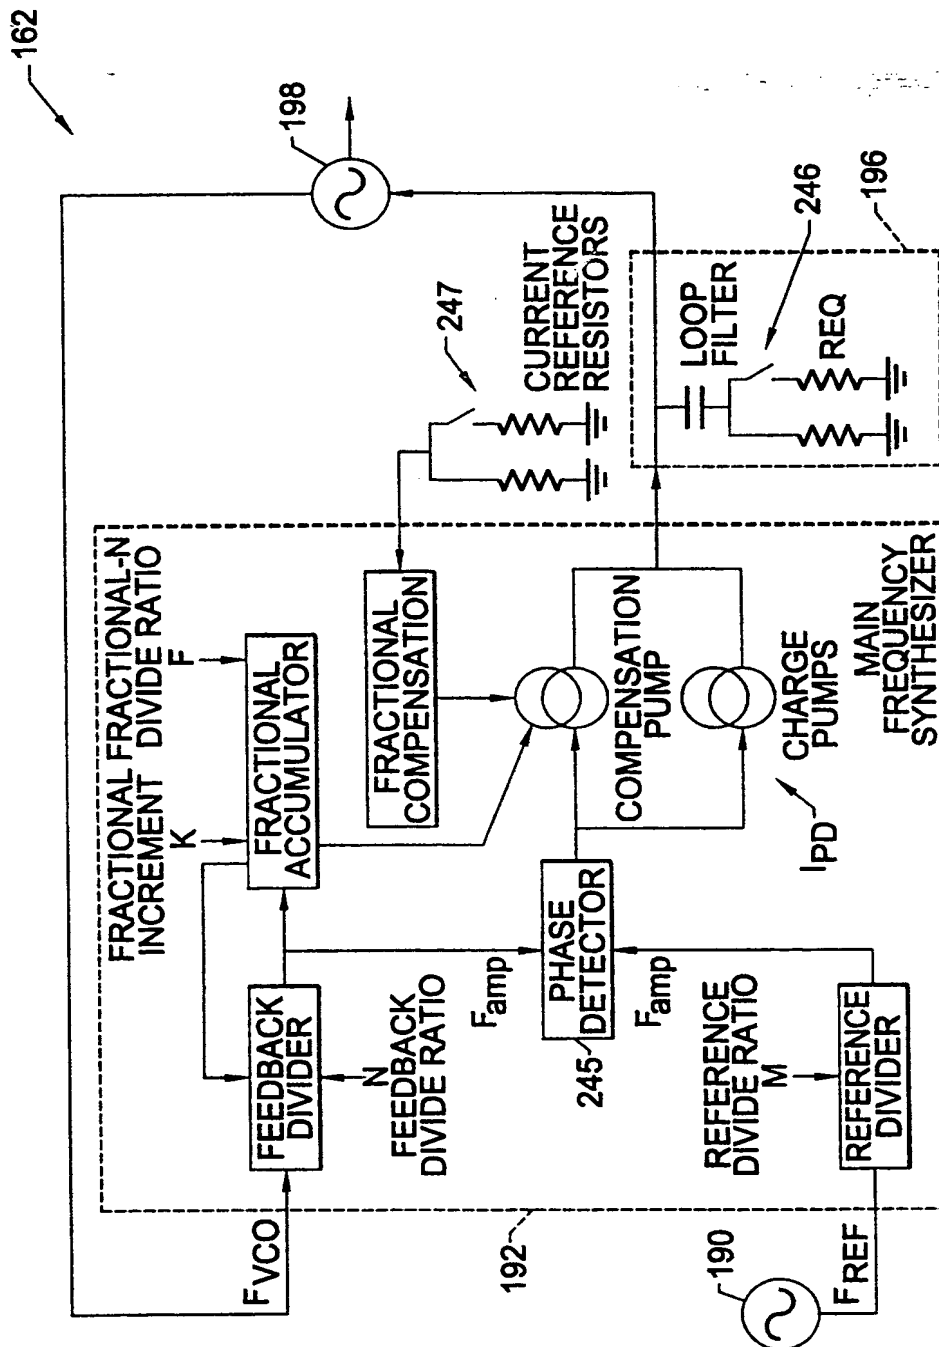 162
198
FRACTIONAL FRACTIONAL-N
INCREMENT DIVIDE RATIO
K
F
FEEDBACK
DIVIDER
FRACTIONAL
ACCUMULATOR
F VCO
N
FEEDBACK
DIVIDE RATIO
FRACTIONAL
COMPENSATION
247
CURRENT
REFERENCE
RESISTORS
192
Famp
PHASE
DETECTOR
245
Famp
COMPENSATION
PUMP
LOOP
FILTER
246
196
REQ
REFERENCE
DIVIDE RATIO
M
IPD
CHARGE
PUMPS
190
FREF
REFERENCE
DIVIDER
MAIN
FREQUENCY
SYNTHESIZER